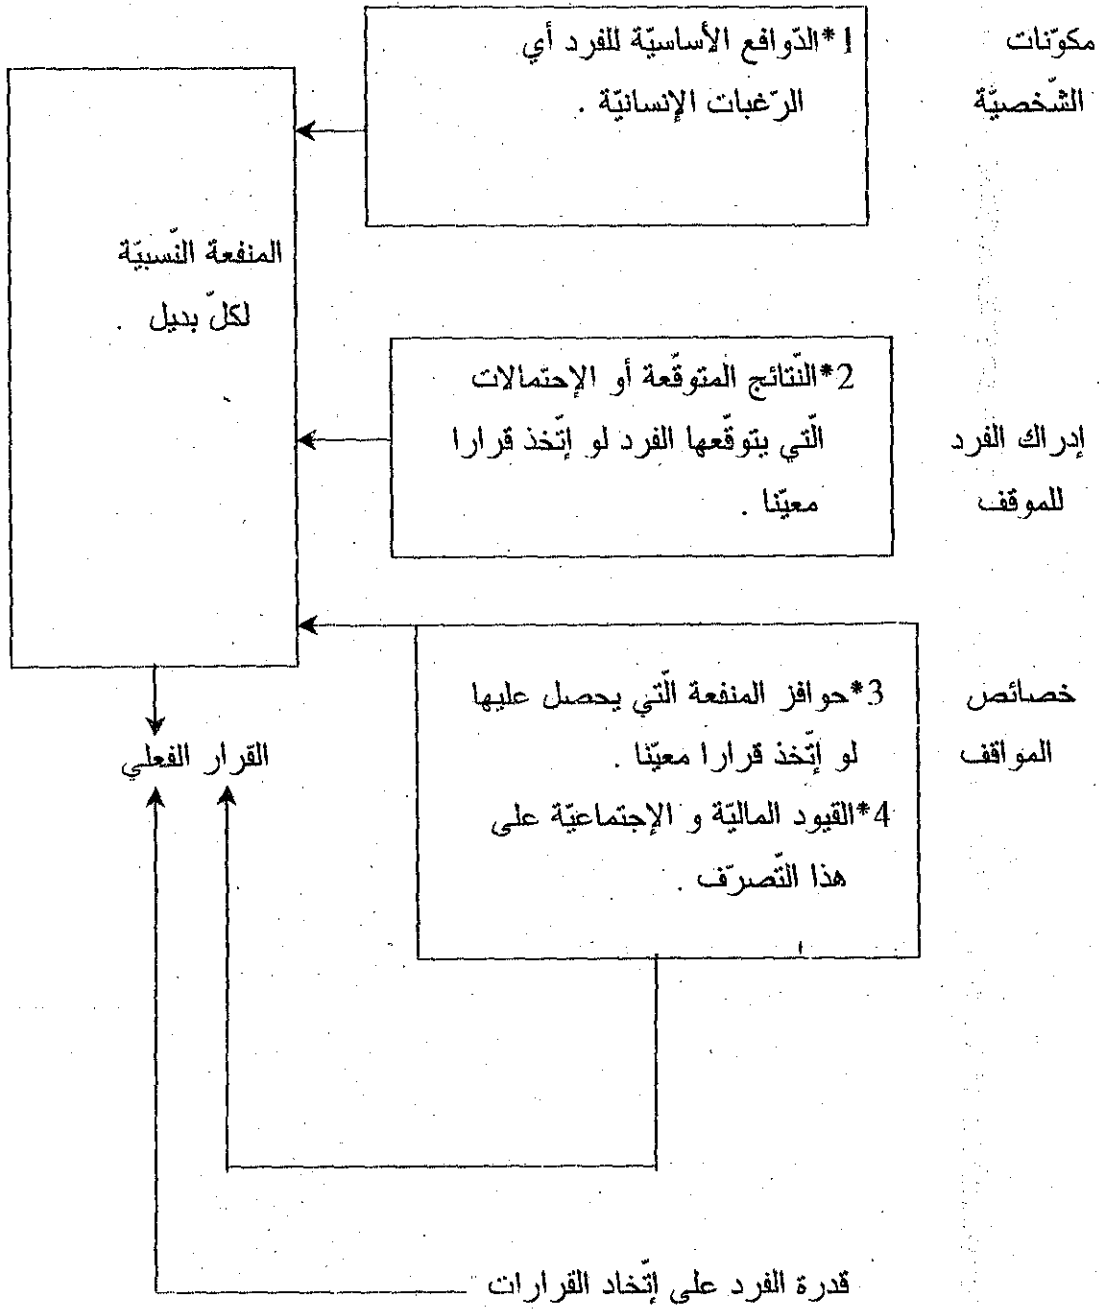 مكوّنات
الشّخصيّة
1*الدّوافع الأساسيّة للفرد أي
الرّغبات الإنسانيّة .
المنفعة النّسبيّة
لكلّ بديل .
إدراك الفرد
للموقف
2*النّتائج المتوقّعة أو الإحتمالات
الّتي يتوقّعها الفرد لو إتّخذ قرارا
معيّنا .
خصائص
المواقف
3*حوافز المنفعة الّتي يحصل عليها
لو إتّخذ قرارا معيّنا .
4*القيود الماليّة و الإجتماعيّة على
هذا التّصرّف .
القرار الفعلي
قدرة الفرد على إتّخاد القرارات